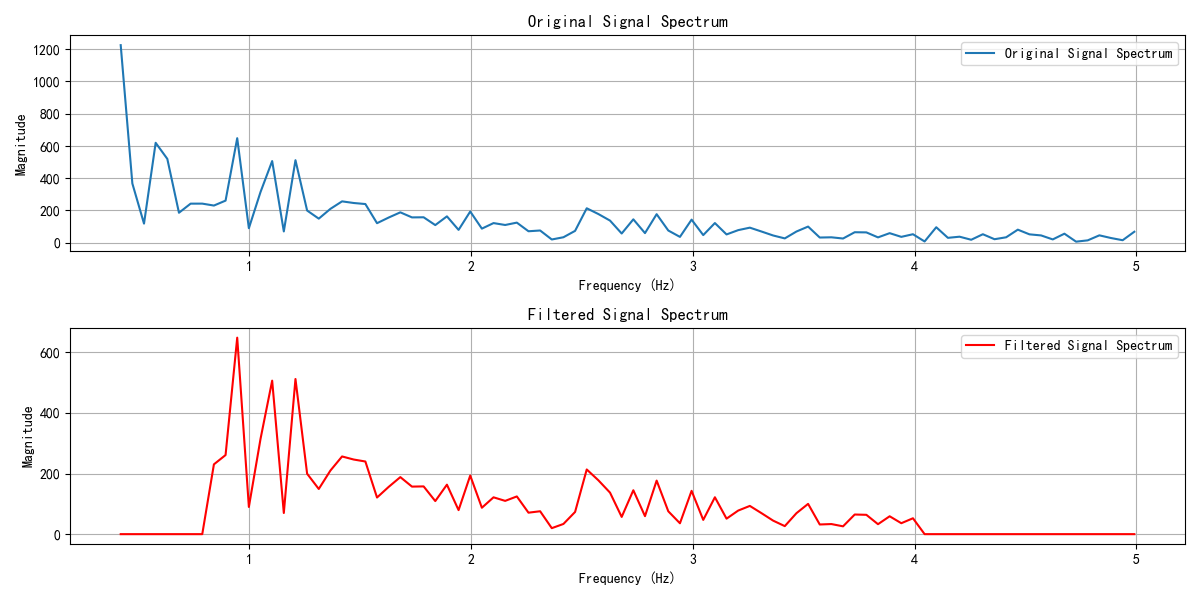 Original Signal Spectrum
Original Signal Spectrum
Magnitude
1200
1000
800
600
400
200
0
1 2 3 4 5
Frequency (Hz)
Filtered Signal Spectrum
Filtered Signal Spectrum
Magnitude
600
400
200
0
1 2 3 4 5
Frequency (Hz)